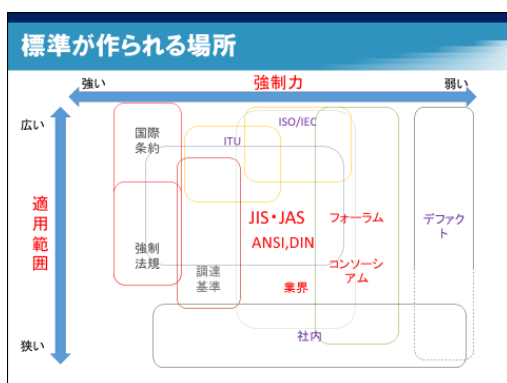 標準が作られる場所
強い
強制力
弱い
広い
適用範囲
狭い
国際
条約
ITU
ISO/IEC
強制
法規
調達
基準
JIS・JAS
ANSI,DIN
業界
フォーラム
コンソーシ
アム
デファク
ト
社内